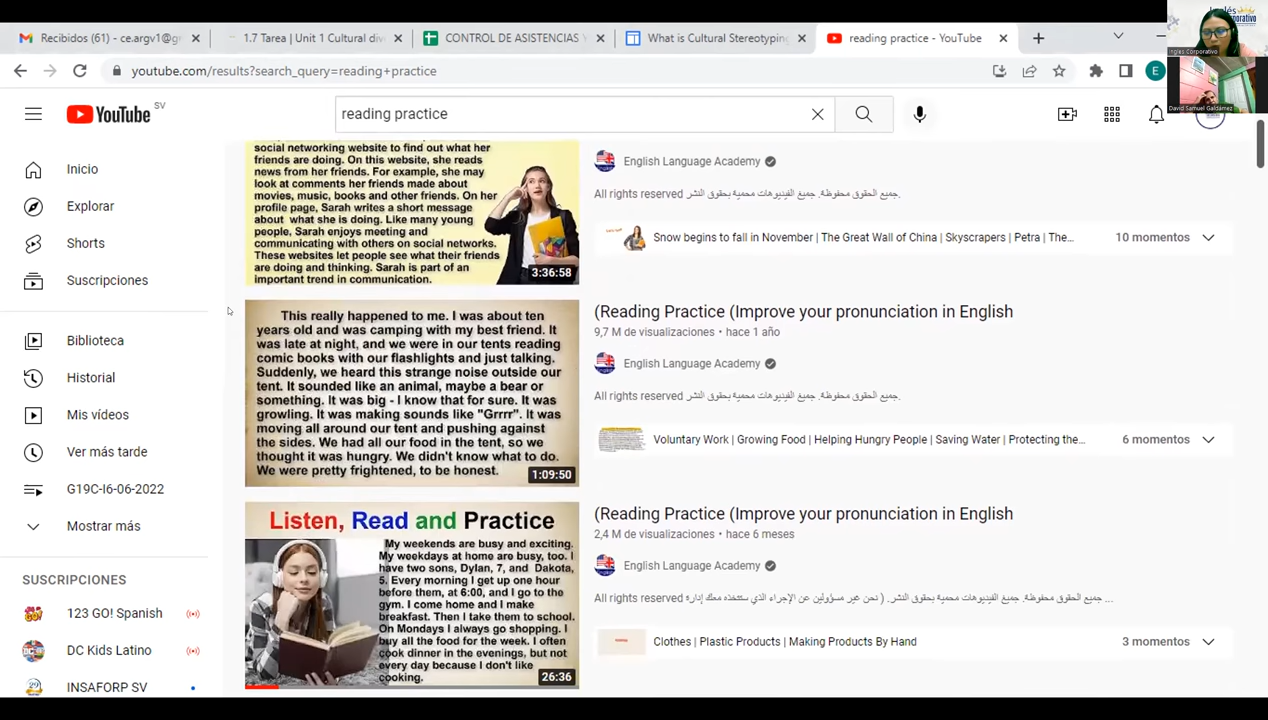 Recibidos (61) - ce.argv1@g
1.7 Tarea | Unit 1 Cultural div
CONTROL DE ASISTENCIAS
What is Cultural Stereotyping
reading practice - YouTube
youtube.com/results?search_query=reading+practice
E
Inglés Corporativo
David Samuel Galdámez
YouTube SV
reading practice
Inicio
Explorar
Shorts
Suscripciones
Biblioteca
Historial
Mis vídeos
Ver más tarde
G19C-I6-06-2022
Mostrar más
SUSCRIPCIONES
123 GO! Spanish
DC Kids Latino
INSAFORP SV
social networking website to find out what her
friends are doing. On this website, she reads
news from her friends. For example, she may
look at comments her friends made about
movies, music, books and other friends. On her
profile page, Sarah writes a short message
about what she is doing. Like many young
people, Sarah enjoys meeting and
communicating with others on social networks.
These websites let people see what their friends
are doing and thinking. Sarah is part of an
important trend in communication.
3:36:58
English Language Academy
All rights reserved جميع الحقوق محفوظة. جميع الفيديوهات محمية بحقوق النشر.
Snow begins to fall in November | The Great Wall of China | Skyscrapers | Petra | The...
10 momentos
This really happened to me. I was about ten
years old and was camping with my best friend. It
was late at night, and we were in our tents reading
comic books with our flashlights and just talking.
Suddenly, we heard this strange noise outside our
tent. It sounded like an animal, maybe a bear or
something. It was big - I know that for sure. It was
growling. It was making sounds like "Grrrr". It was
moving all around our tent and pushing against
the sides. We had all our food in the tent, so we
thought it was hungry. We didn't know what to do.
We were pretty frightened, to be honest.
1:09:50
(Reading Practice (Improve your pronunciation in English
9,7 M de visualizaciones • hace 1 año
English Language Academy
All rights reserved جميع الحقوق محفوظة. جميع الفيديوهات محمية بحقوق النشر.
Voluntary Work | Growing Food | Helping Hungry People | Saving Water | Protecting the...
6 momentos
Listen, Read and Practice
My weekends are busy and exciting.
My weekdays at home are busy, too. I
have two sons, Dylan, 7, and Dakota,
5. Every morning I get up one hour
before them, at 6:00, and I go to the
gym. I come home and I make
breakfast. Then I take them to school.
On Mondays I always go shopping. I
buy all the food for the week. I often
cook dinner in the evenings, but not
every day because I don't like
cooking.
26:36
(Reading Practice (Improve your pronunciation in English
2,4 M de visualizaciones • hace 6 meses
English Language Academy
All rights reserved جميع الحقوق محفوظة. جميع الفيديوهات محمية بحقوق النشر. ( نحن غير مسؤولين عن الإجراء الذي ستتخذه معك إدارة ...
Clothes | Plastic Products | Making Products By Hand
3 momentos